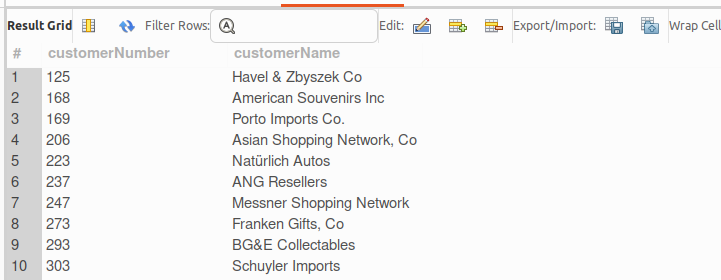 Result Grid Filter Rows: Edit: Export/Import: Wrap Cell
# customerNumber customerName
1 125 Havel & Zbyszek Co
2 168 American Souvenirs Inc
3 169 Porto Imports Co.
4 206 Asian Shopping Network, Co
5 223 Natürlich Autos
6 237 ANG Resellers
7 247 Messner Shopping Network
8 273 Franken Gifts, Co
9 293 BG&E Collectables
10 303 Schuyler Imports